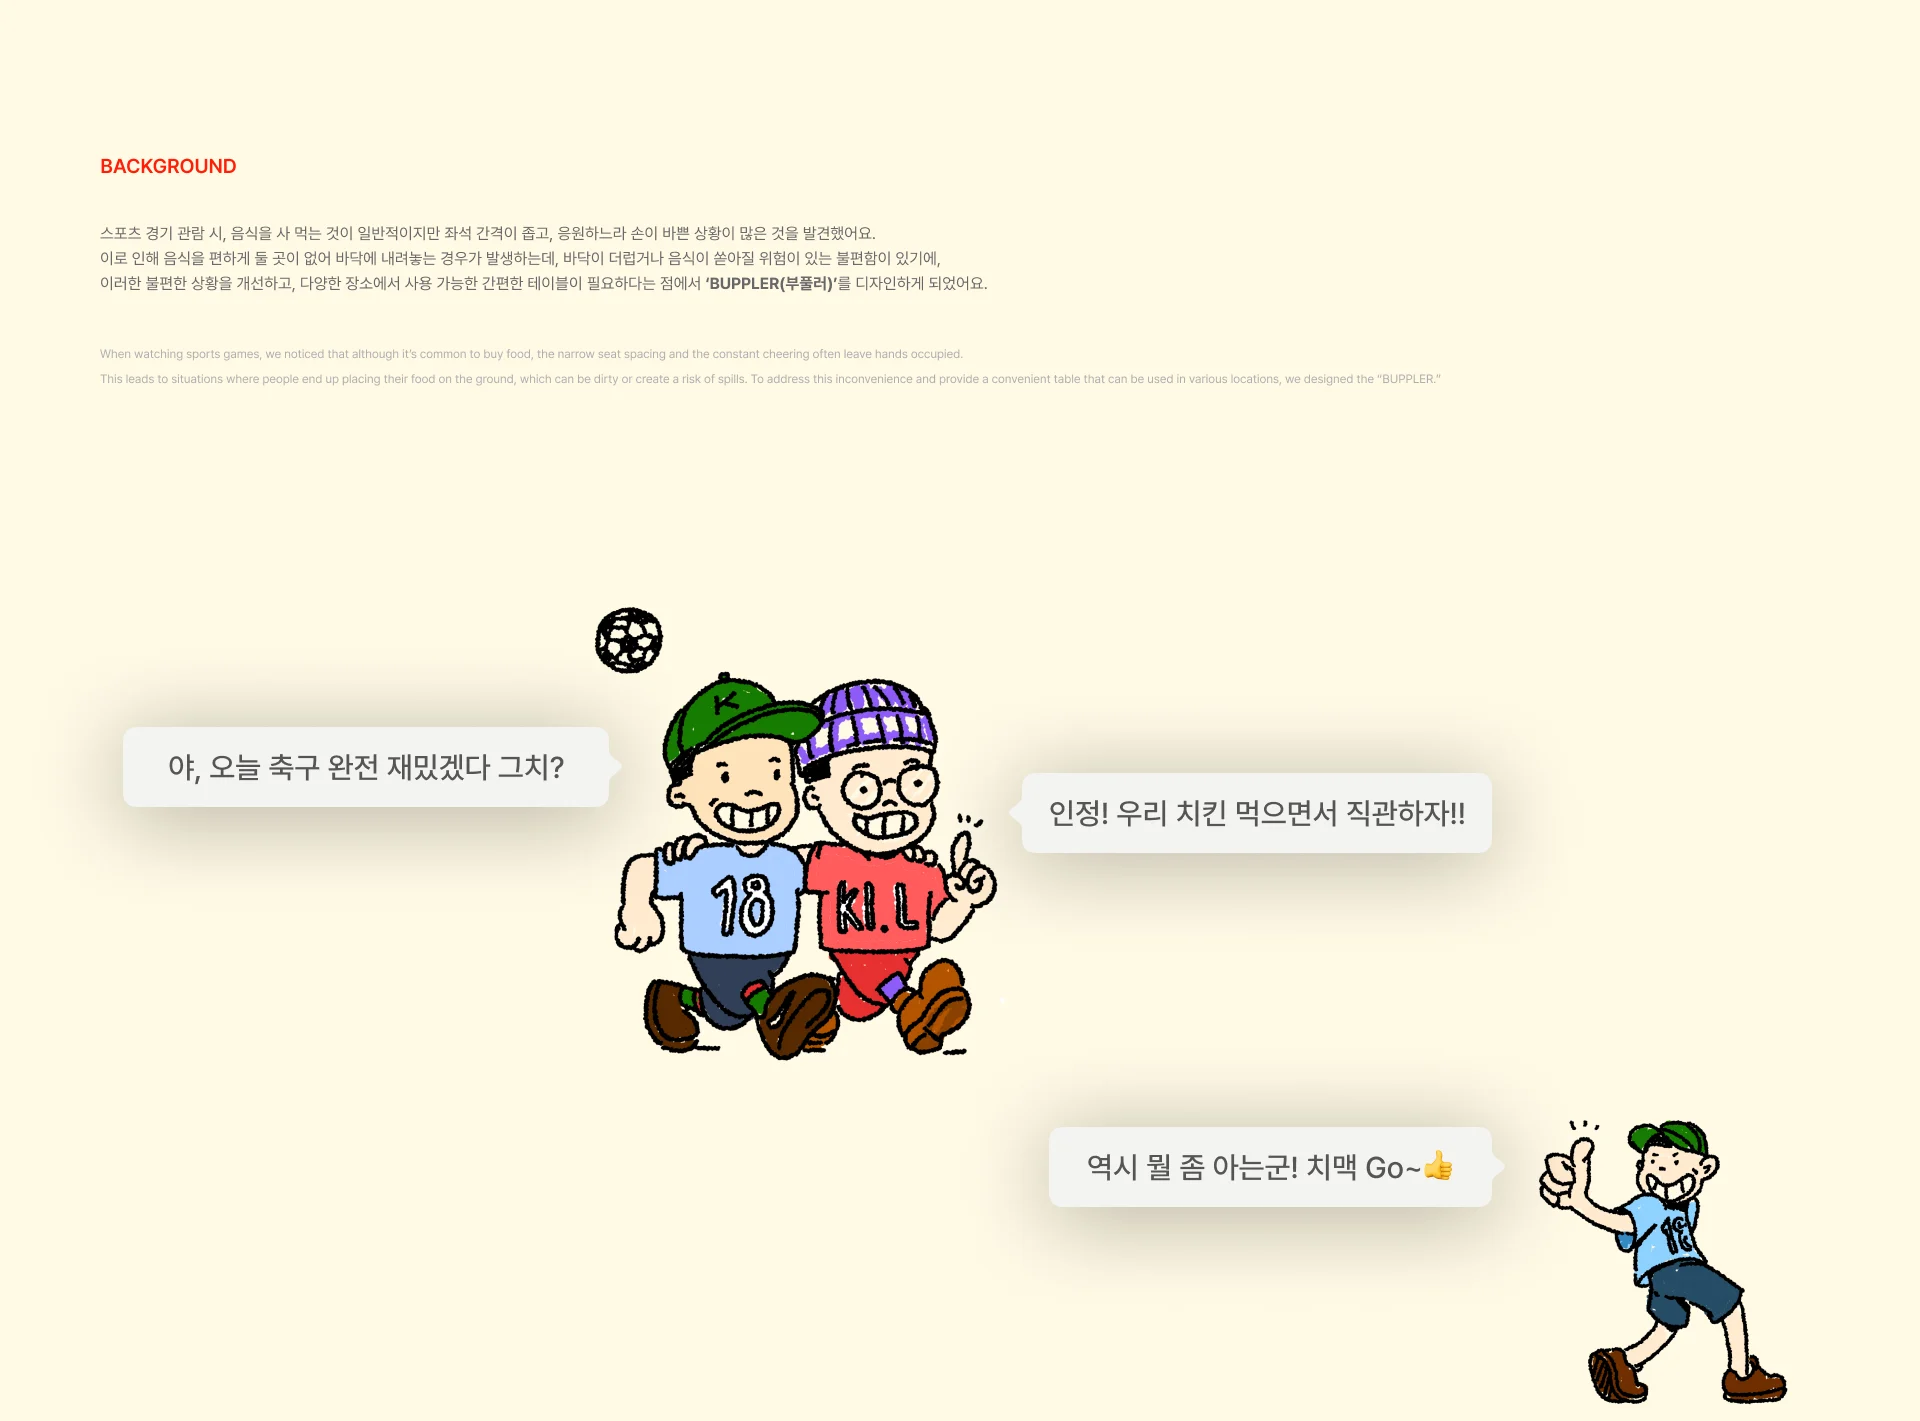 BACKGROUND
스포츠 경기 관람 시, 음식을 사 먹는 것이 일반적이지만 좌석 간격이 좁고, 응원하느라 손이 바쁜 상황이 많은 것을 발견했어요.
이로 인해 음식을 편하게 둘 곳이 없어 바닥에 내려놓는 경우가 발생하는데, 바닥이 더럽거나 음식이 쏟아질 위험이 있는 불편함이 있기에,
이러한 불편한 상황을 개선하고, 다양한 장소에서 사용 가능한 간편한 테이블이 필요하다는 점에서 ‘BUPPLER(부풀러)’를 디자인하게 되었어요.
When watching sports games, we noticed that although it’s common to buy food, the narrow seat spacing and the constant cheering often leave hands occupied.
This leads to situations where people end up placing their food on the ground, which can be dirty or create a risk of spills. To address this inconvenience and provide a convenient table that can be used in various locations, we designed the “BUPPLER.”
K
야, 오늘 축구 완전 재밌겠다 그치?
인정! 우리 치킨 먹으면서 직관하자!!
18
KI.L
역시 뭘 좀 아는군! 치맥 Go~👍